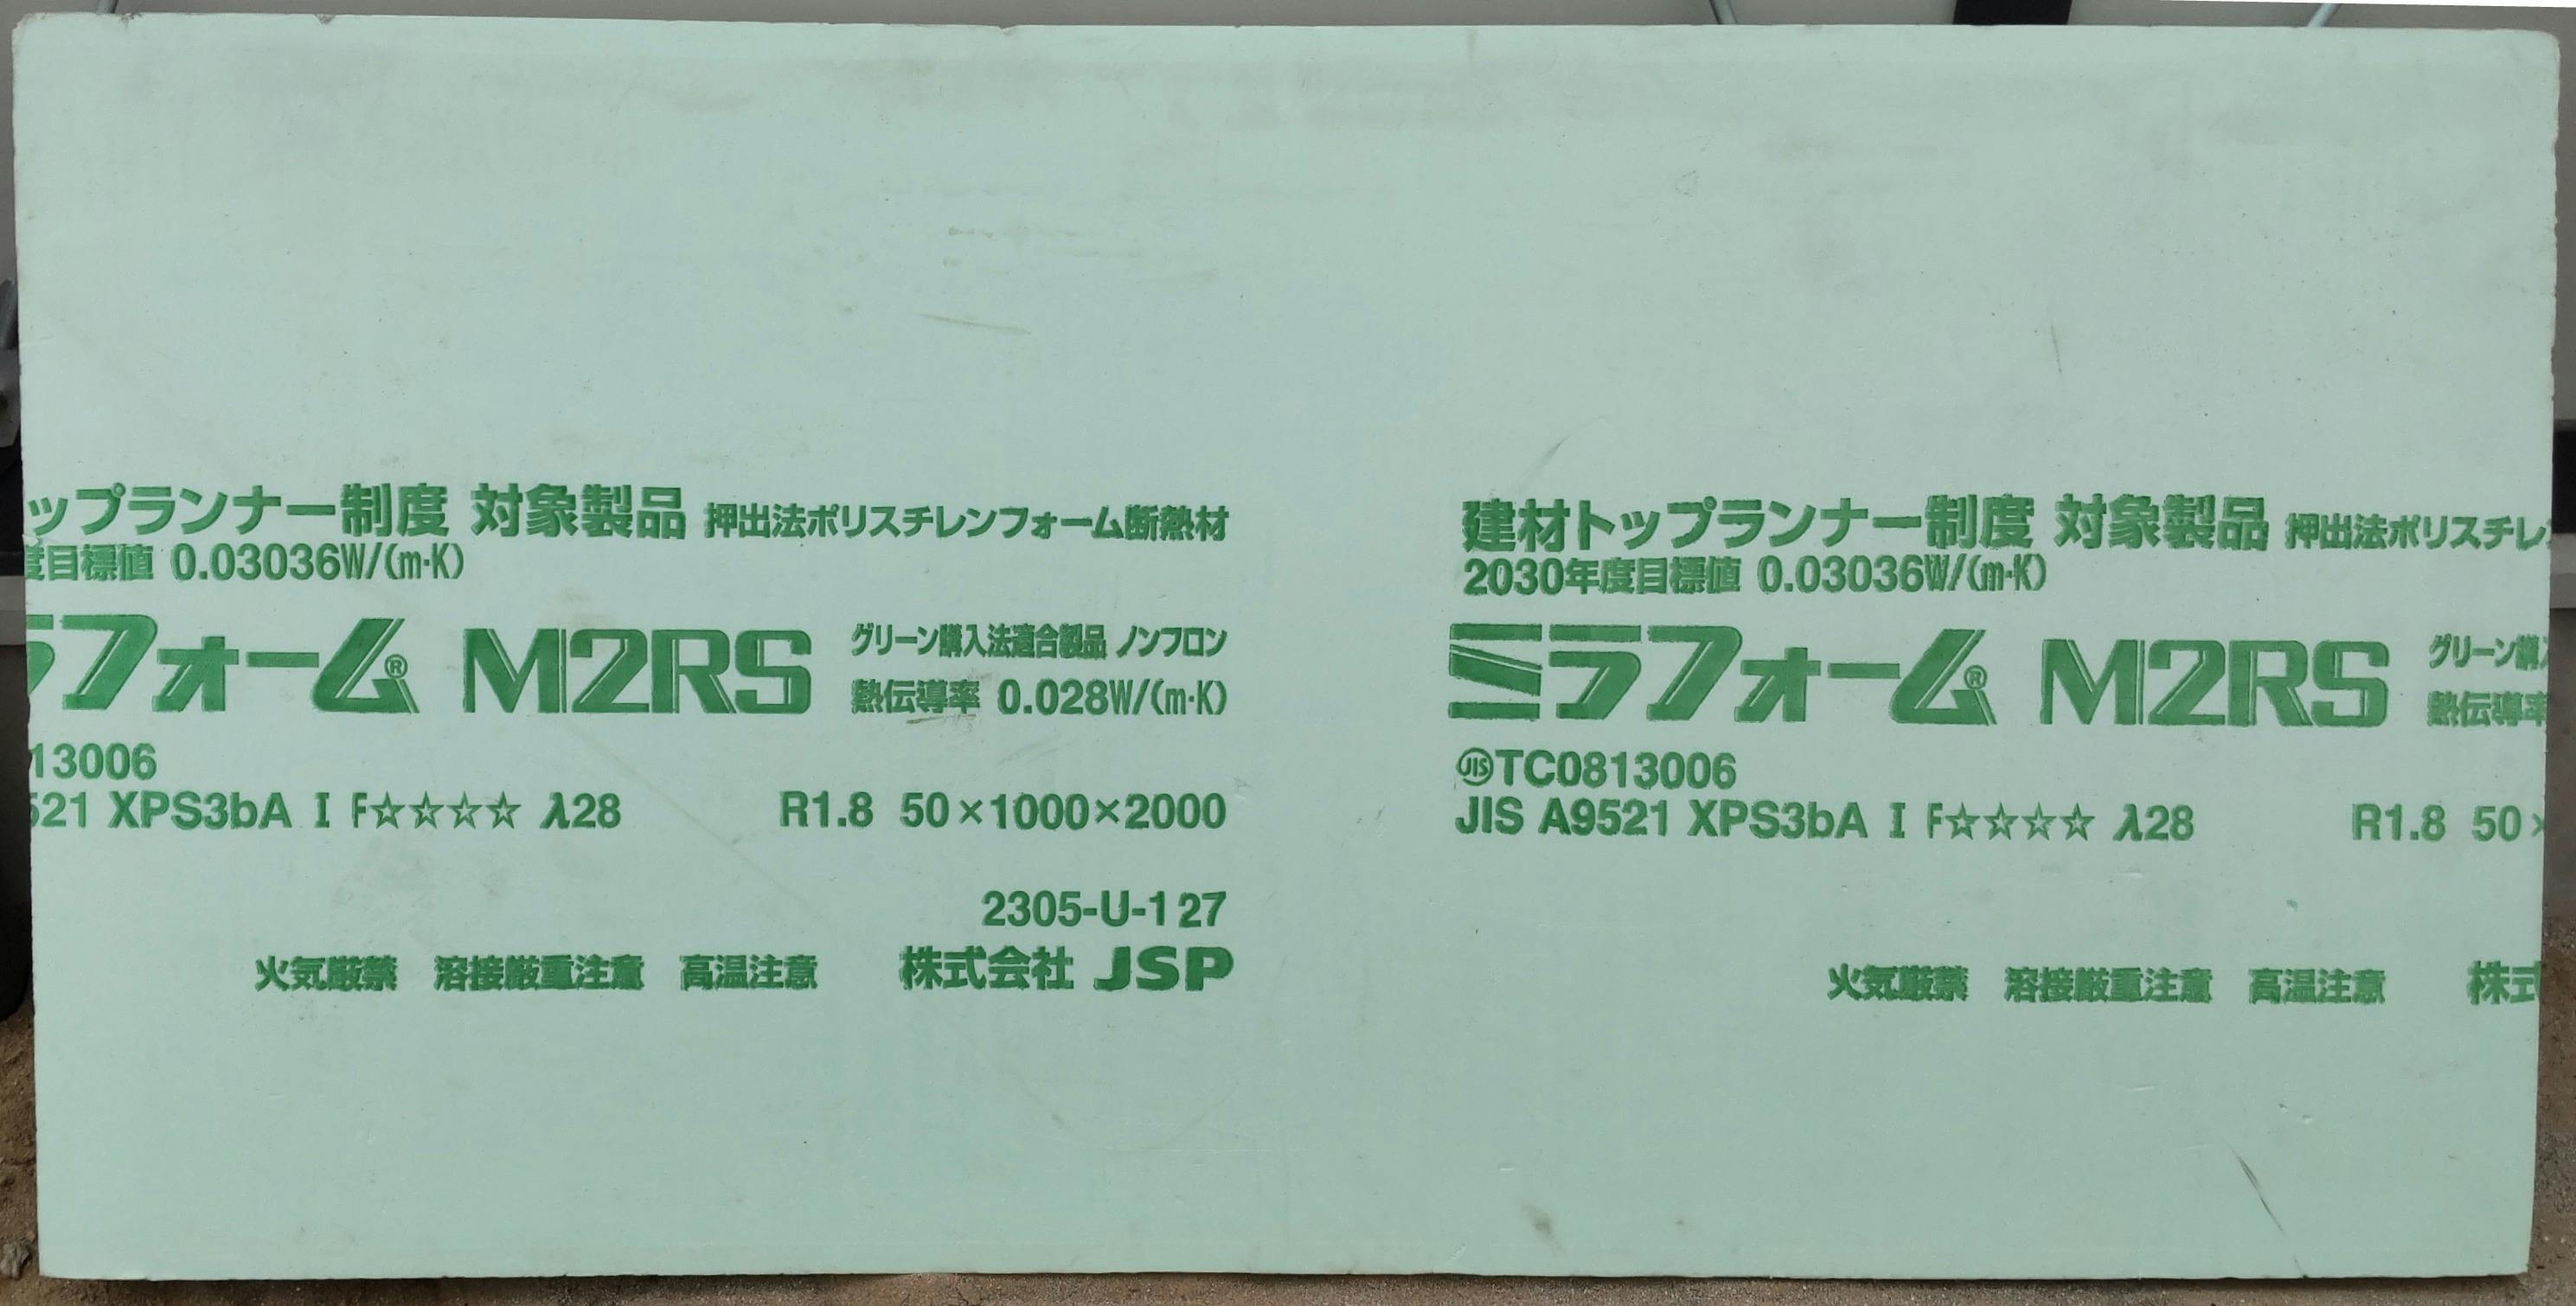 ップランナー制度 対象製品 押出法ポリスチレンフォーム断熱材
度目標値 0.03036W/(m·K)
ラフォーム® M2RS
グリーン購入法適合製品 ノンフロン
熱伝導率 0.028W/(m·K)
13006
521 XPS3bA I F☆☆☆☆ λ28 R1.8 50×1000×2000
2305-U-127
火気厳禁 溶接厳重注意 高温注意 株式会社 JSP
建材トップランナー制度 対象製品 押出法ポリスチレ
2030年度目標値 0.03036W/(m·K)
ミラフォーム® M2RS
グリーン購入
熱伝導率
JIS TC0813006
JIS A9521 XPS3bA I F☆☆☆☆ λ28 R1.8 50×
火気厳禁 溶接厳重注意 高温注意 株式